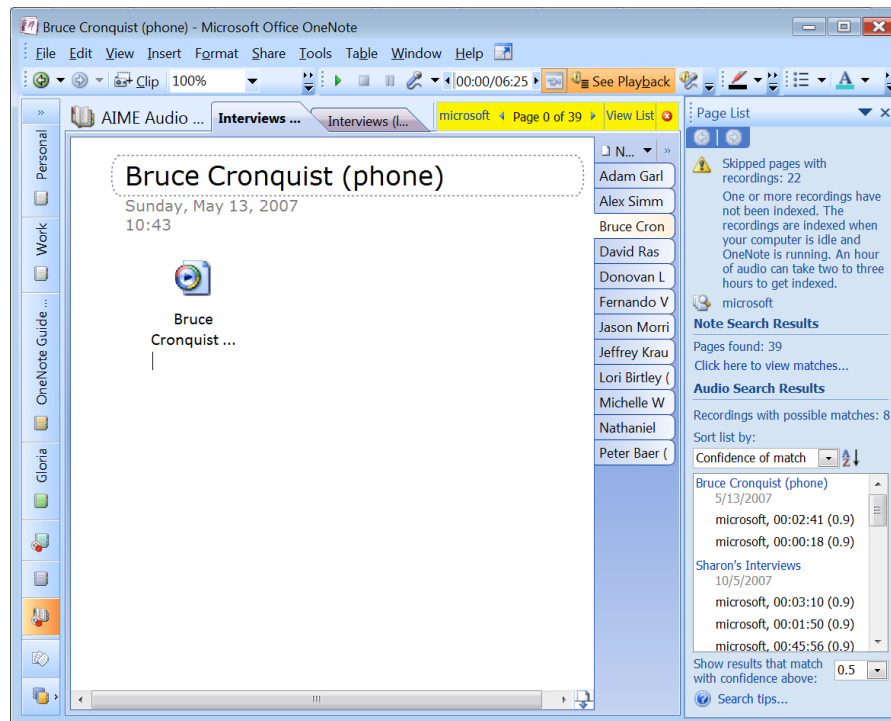 Bruce Cronquist (phone) - Microsoft Office OneNote
File Edit View Insert Format Share Tools Table Window Help
Clip 100% 00:00/06:25 See Playback
AIME Audio ... Interviews ... Interviews (l... microsoft Page 0 of 39 View List
Personal
Work
OneNote Guide ...
Gloria
Bruce Cronquist (phone)
Sunday, May 13, 2007
10:43
Bruce
Cronquist ...
N...
Adam Garl
Alex Simm
Bruce Cron
David Ras
Donovan L
Fernando V
Jason Morri
Jeffrey Krau
Lori Birtley (
Michelle W
Nathaniel
Peter Baer (
Page List
Skipped pages with
recordings: 22
One or more recordings have
not been indexed. The
recordings are indexed when
your computer is idle and
OneNote is running. An hour
of audio can take two to three
hours to get indexed.
microsoft
Note Search Results
Pages found: 39
Click here to view matches...
Audio Search Results
Recordings with possible matches: 8
Sort list by:
Confidence of match
Bruce Cronquist (phone)
5/13/2007
microsoft, 00:02:41 (0.9)
microsoft, 00:00:18 (0.9)
Sharon's Interviews
10/5/2007
microsoft, 00:03:10 (0.9)
microsoft, 00:01:50 (0.9)
microsoft, 00:45:56 (0.9)
Show results that match
with confidence above: 0.5
Search tips...